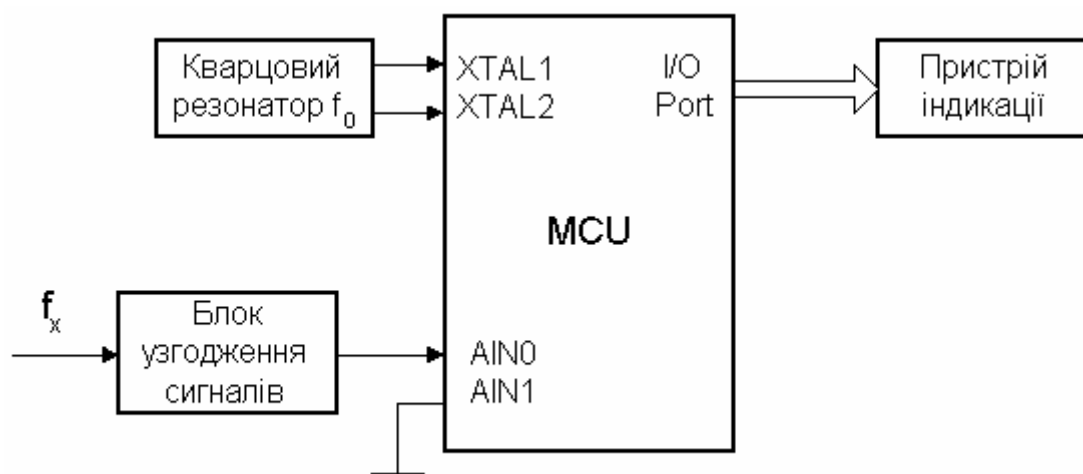 Кварцовий
резонатор f0
XTAL1
XTAL2
I/O
Port
Пристрій
індикації
MCU
fx
Блок
узгодження
сигналів
AIN0
AIN1